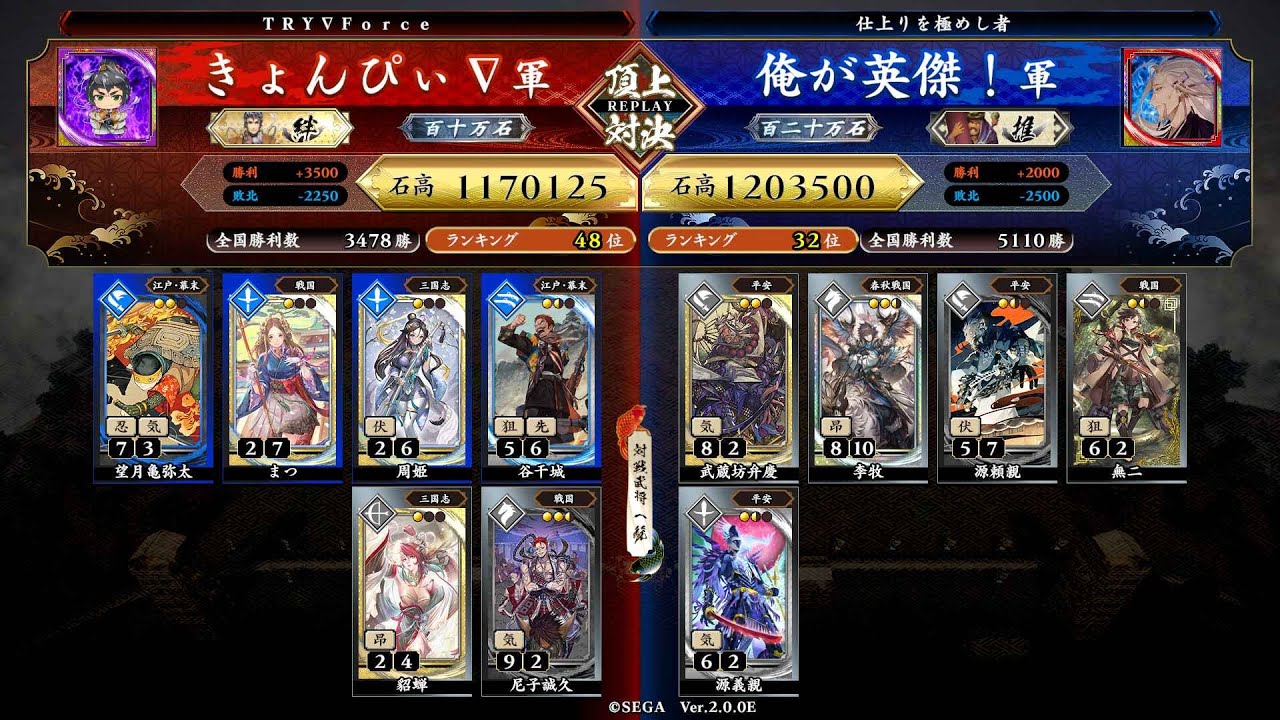 TRY∇Force
仕上りを極めし者
きょんぴぃ∇軍
俺が英傑！軍
頂上
REPLAY
対決
絆
百十万石
百二十万石
推
勝利 +3500
敗北 -2250
石高 1170125
石高 1203500
勝利 +2000
敗北 -2500
全国勝利数 3478勝
ランキング 48位
ランキング 32位
全国勝利数 5110勝
江戸・幕末
戦国
三国志
江戸・幕末
平安
春秋戦国
平安
戦国
忍 気
伏
狙 先
気
昂
伏
狙
7 3
2 7
2 6
5 6
8 2
8 10
5 7
6 2
望月亀弥太
まつ
周姫
谷干城
武蔵坊弁慶
李牧
源頼親
無二
対戦武将一覧
三国志
戦国
平安
昂
気
気
2 4
9 2
6 2
貂蝉
尼子誠久
源義親
©SEGA Ver.2.0.0E